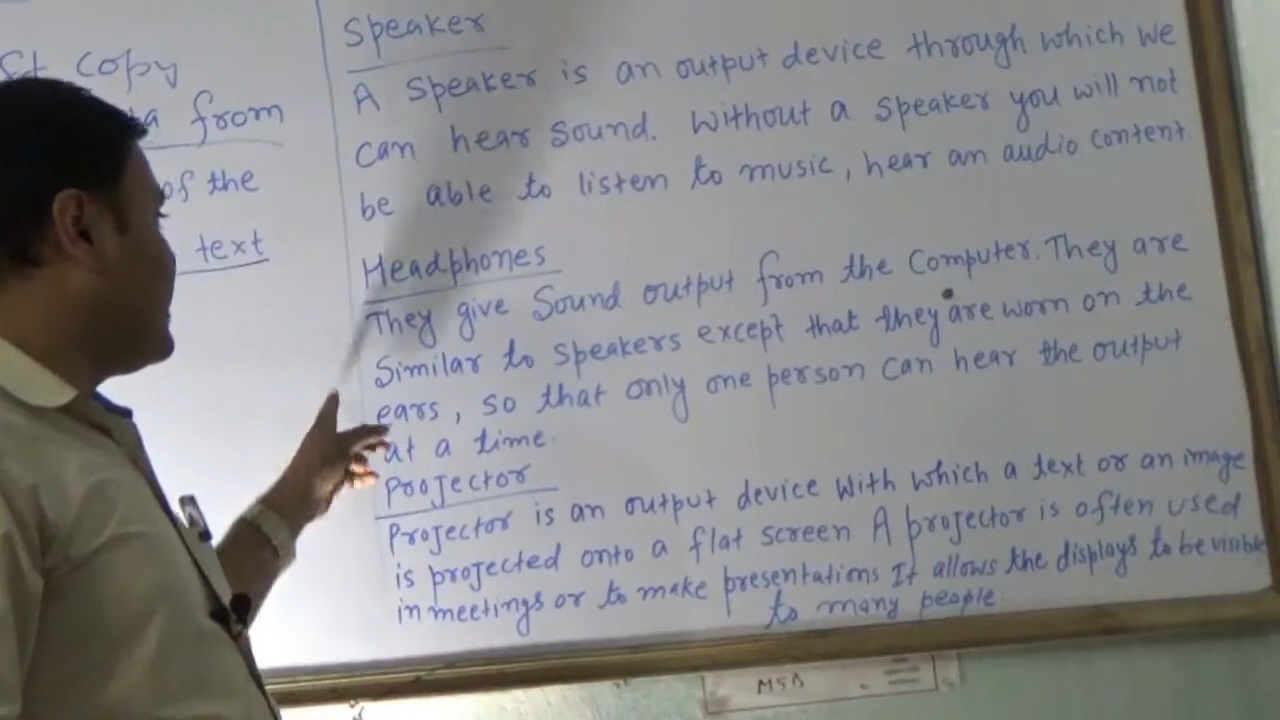 copy
from
of the
text
Speaker
A Speaker is an output device through which we
can hear sound. Without a speaker you will not
be able to listen to music, hear an audio content.
Headphones
They give Sound output from the Computer. They are
Similar to speakers except that they are worn on the
ears, so that only one person can hear the output
at a time.
Projector
Projector is an output device With which a text or an image
is projected onto a flat screen A projector is often used
in meetings or to make presentations It allows the displays to be visible
to many people.
MSD